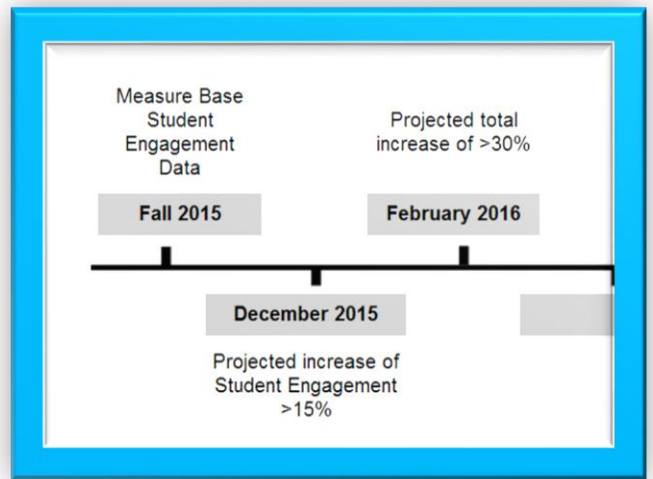 Measure Base
Student
Engagement
Data
Fall 2015
Projected total
increase of >30%
February 2016
December 2015
Projected increase of
Student Engagement
>15%